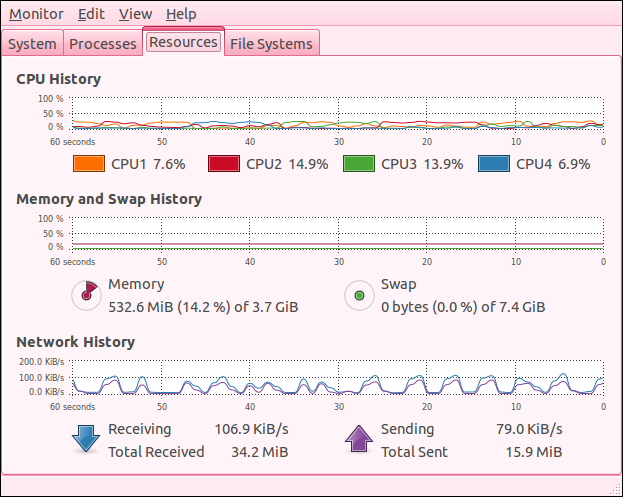 Monitor Edit View Help
System Processes Resources File Systems
CPU History
100 %
50 %
0 %
60 seconds 50 40 30 20 10 0
CPU1 7.6% CPU2 14.9% CPU3 13.9% CPU4 6.9%
Memory and Swap History
100 %
50 %
0 %
60 seconds 50 40 30 20 10 0
Memory Swap
532.6 MiB (14.2 %) of 3.7 GiB 0 bytes (0.0 %) of 7.4 GiB
Network History
200.0 KiB/s
100.0 KiB/s
0.0 KiB/s
60 seconds 50 40 30 20 10 0
Receiving 106.9 KiB/s Sending 79.0 KiB/s
Total Received 34.2 MiB Total Sent 15.9 MiB